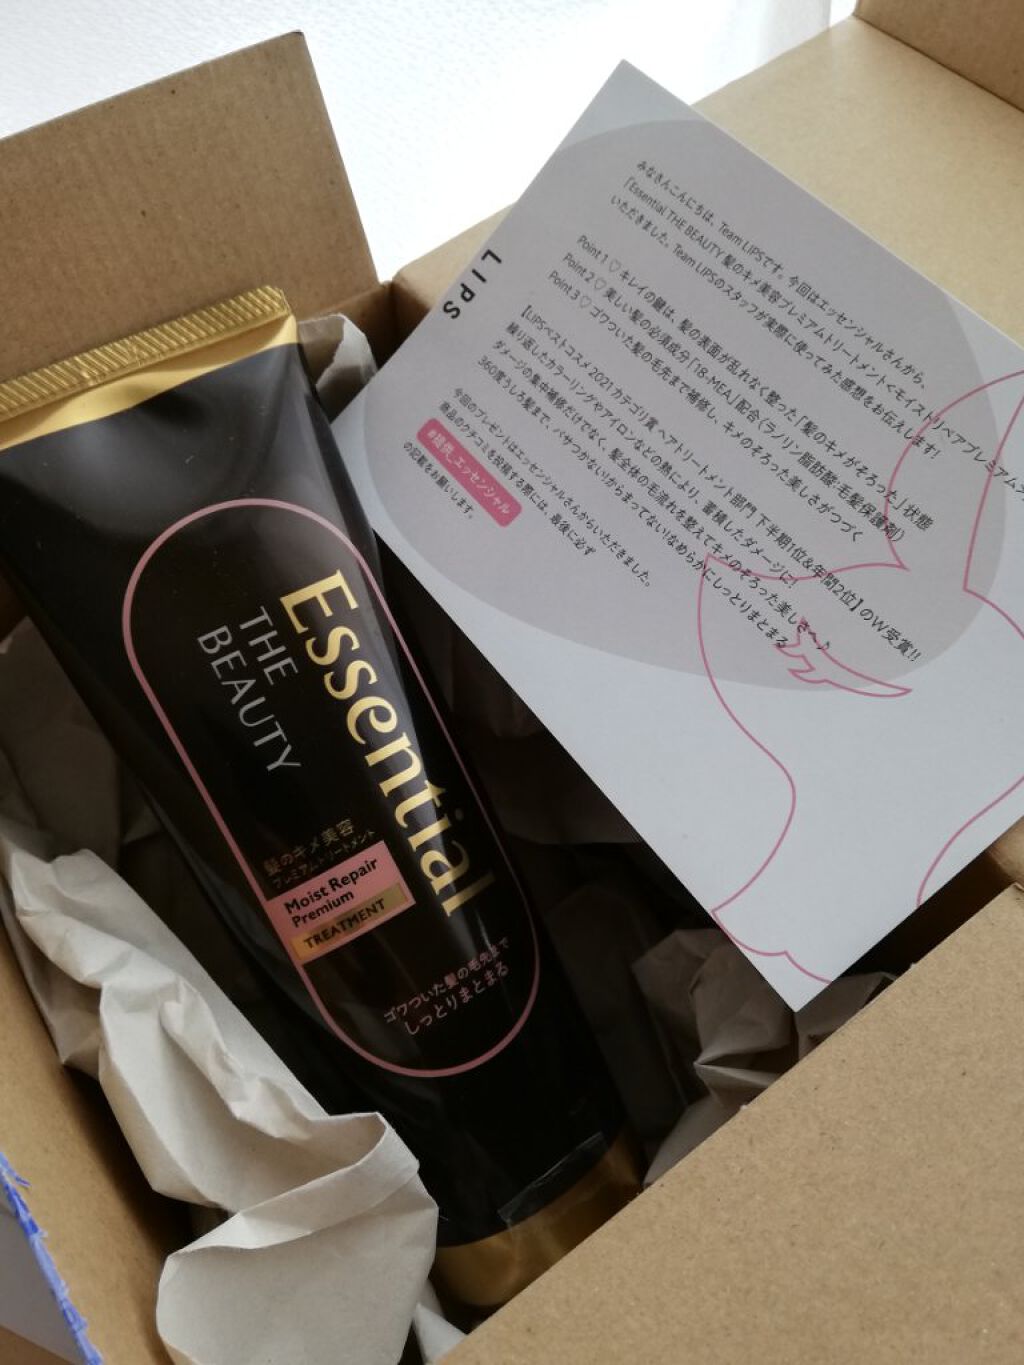 Essential
THE
BEAUTY
髪のキメ美容
プレミアムトリートメント
Moist Repair
Premium
TREATMENT
ゴワついた髪の毛先まで
しっとりまとまる
LIPS
みなさんこんにちは、Team LIPSです。今回はエッセンシャルさんから、
「Essential THE BEAUTY 髪のキメ美容プレミアムトリートメント<モイストリペアプレミアム>
いただきました。Team LIPSのスタッフが実際に使ってみた感想をお伝えします!
Point 1 ♡ キレイの鍵は、髪の表面が乱れなく整った「髪のキメがそろった」状態
Point 2 ♡ 美しい髪の必須成分「18-MEA」配合(ラノリン脂肪酸・毛髪保護剤)
Point 3 ♡ ゴワついた髪の毛先まで補修し、キメのそろった美しさがつづく
【LIPSベストコスメ2021カテゴリ賞 ヘアトリートメント部門 下半期1位&年間2位】のW受賞!!
繰り返したカラーリングやアイロンなどの熱により、蓄積したダメージに!
ダメージの集中補修だけでなく、髪全体の毛流れを整えてキメのそろった美しさへ♪
360度うしろ髪まで、パサつかないからまってない!なめらかにしっとりまとまる
今回のプレゼントはエッセンシャルさんからいただきました。
商品のクチコミを投稿する際には、最後に必ず
#提供_エッセンシャル
の記載をお願いします。